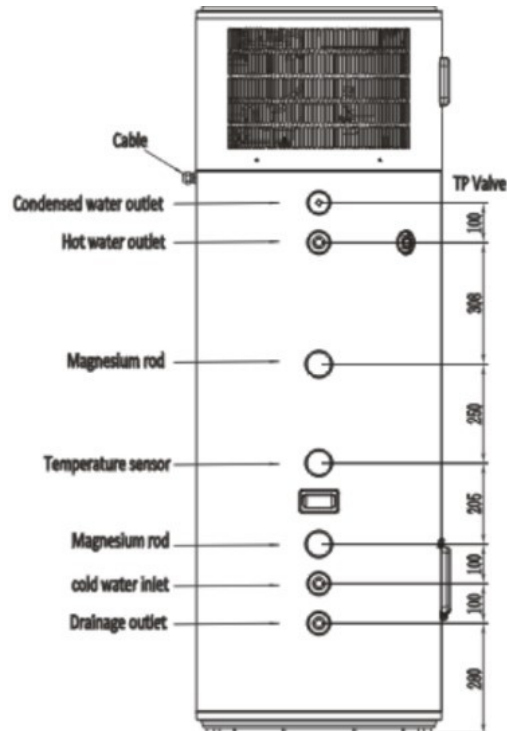 Cable
TP Valve
Condensed water outlet
100
Hot water outlet
308
Magnesium rod
250
Temperature sensor
205
Magnesium rod
100
cold water inlet
100
Drainage outlet
280